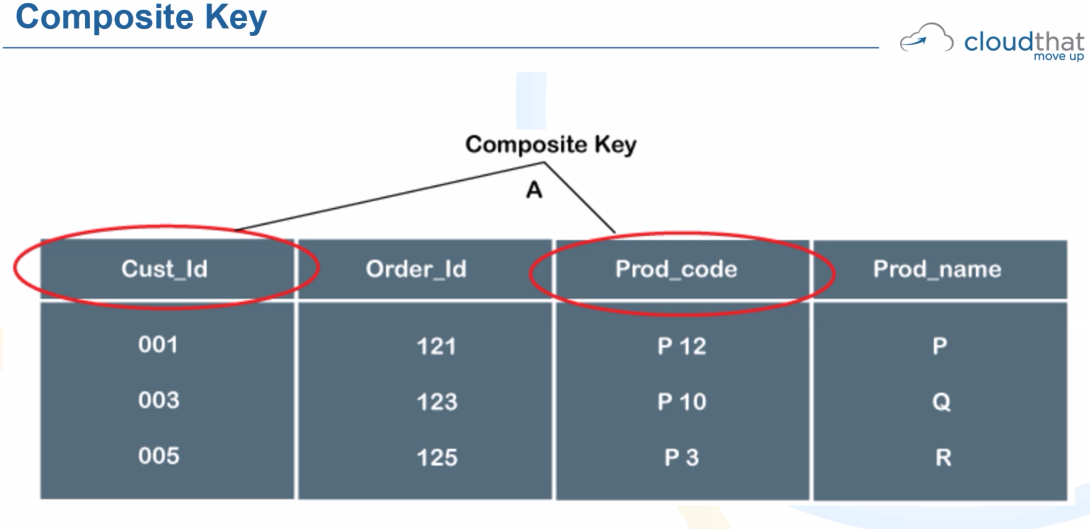 Composite Key
cloudthat
move up
Composite Key
A
Cust_Id Order_Id Prod_code Prod_name
001 121 P 12 P
003 123 P 10 Q
005 125 P 3 R